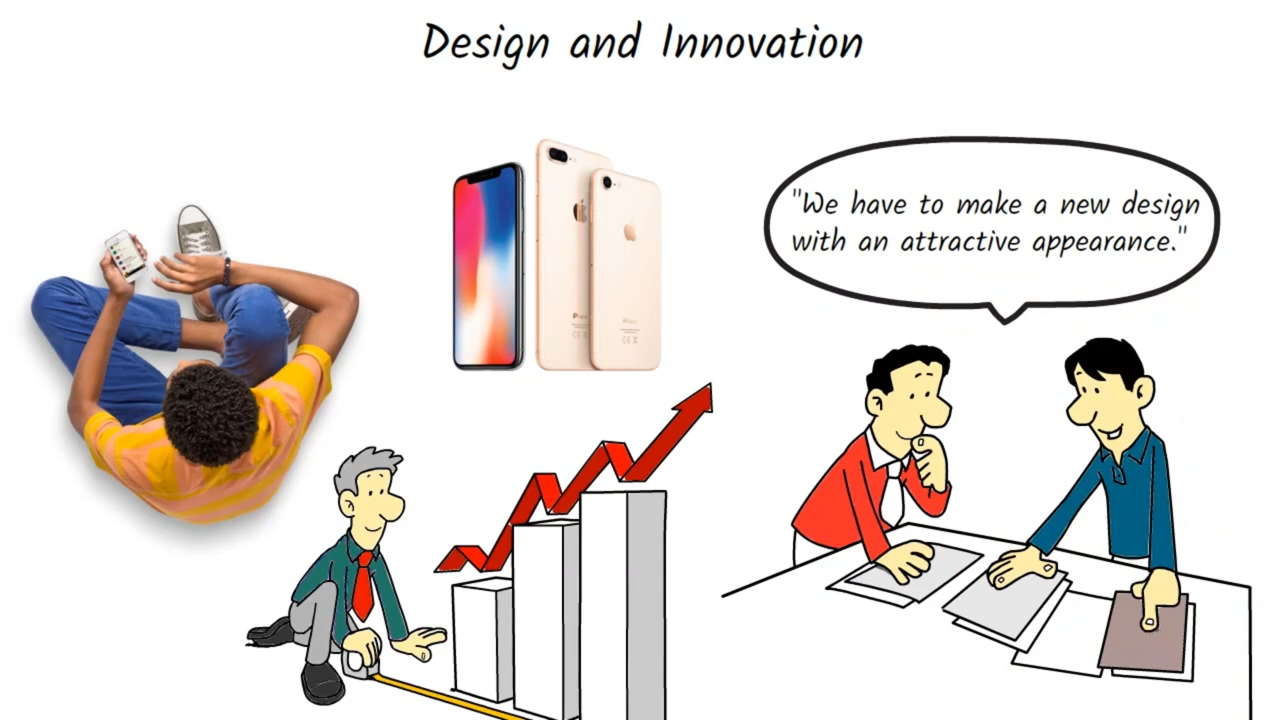 Design and Innovation
"We have to make a new design
with an attractive appearance."